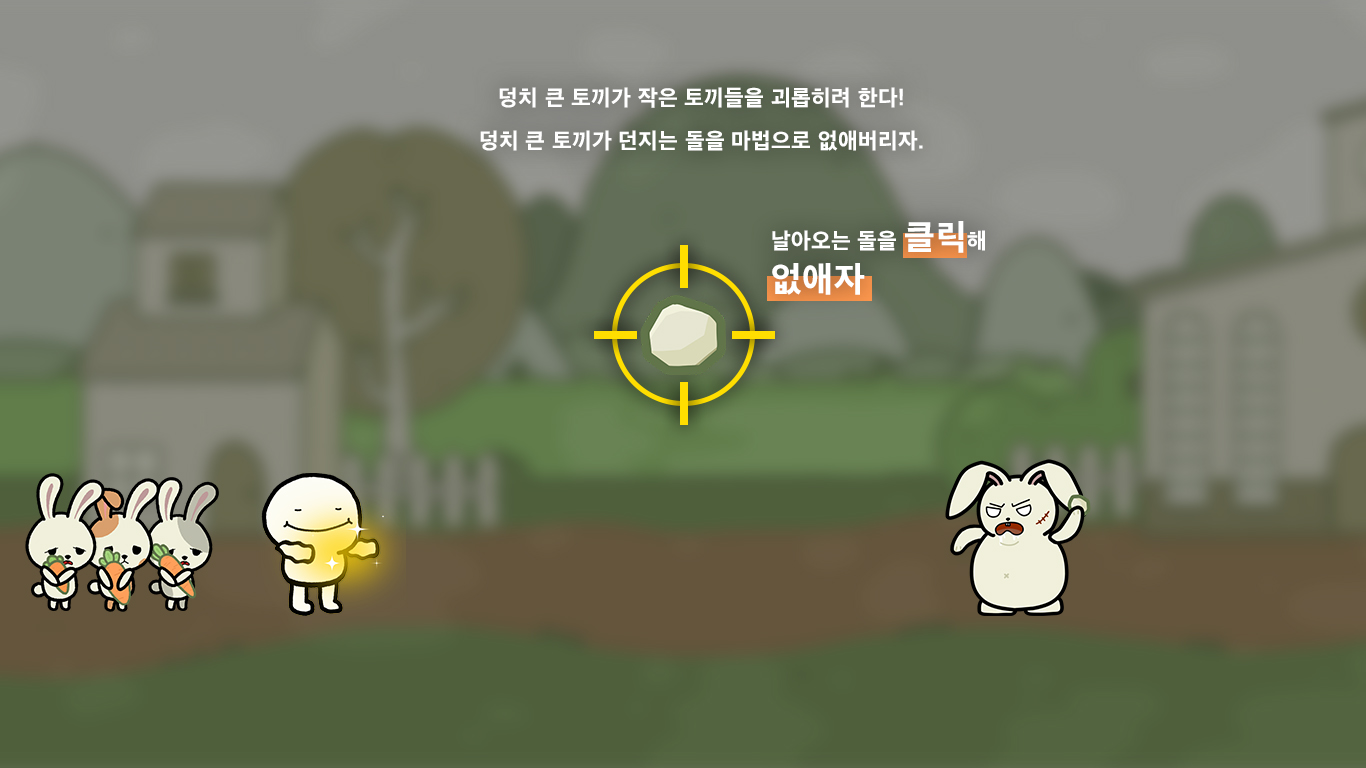 덩치 큰 토끼가 작은 토끼들을 괴롭히려 한다!
덩치 큰 토끼가 던지는 돌을 마법으로 없애버리자.
날아오는 돌을 클릭해
없애자